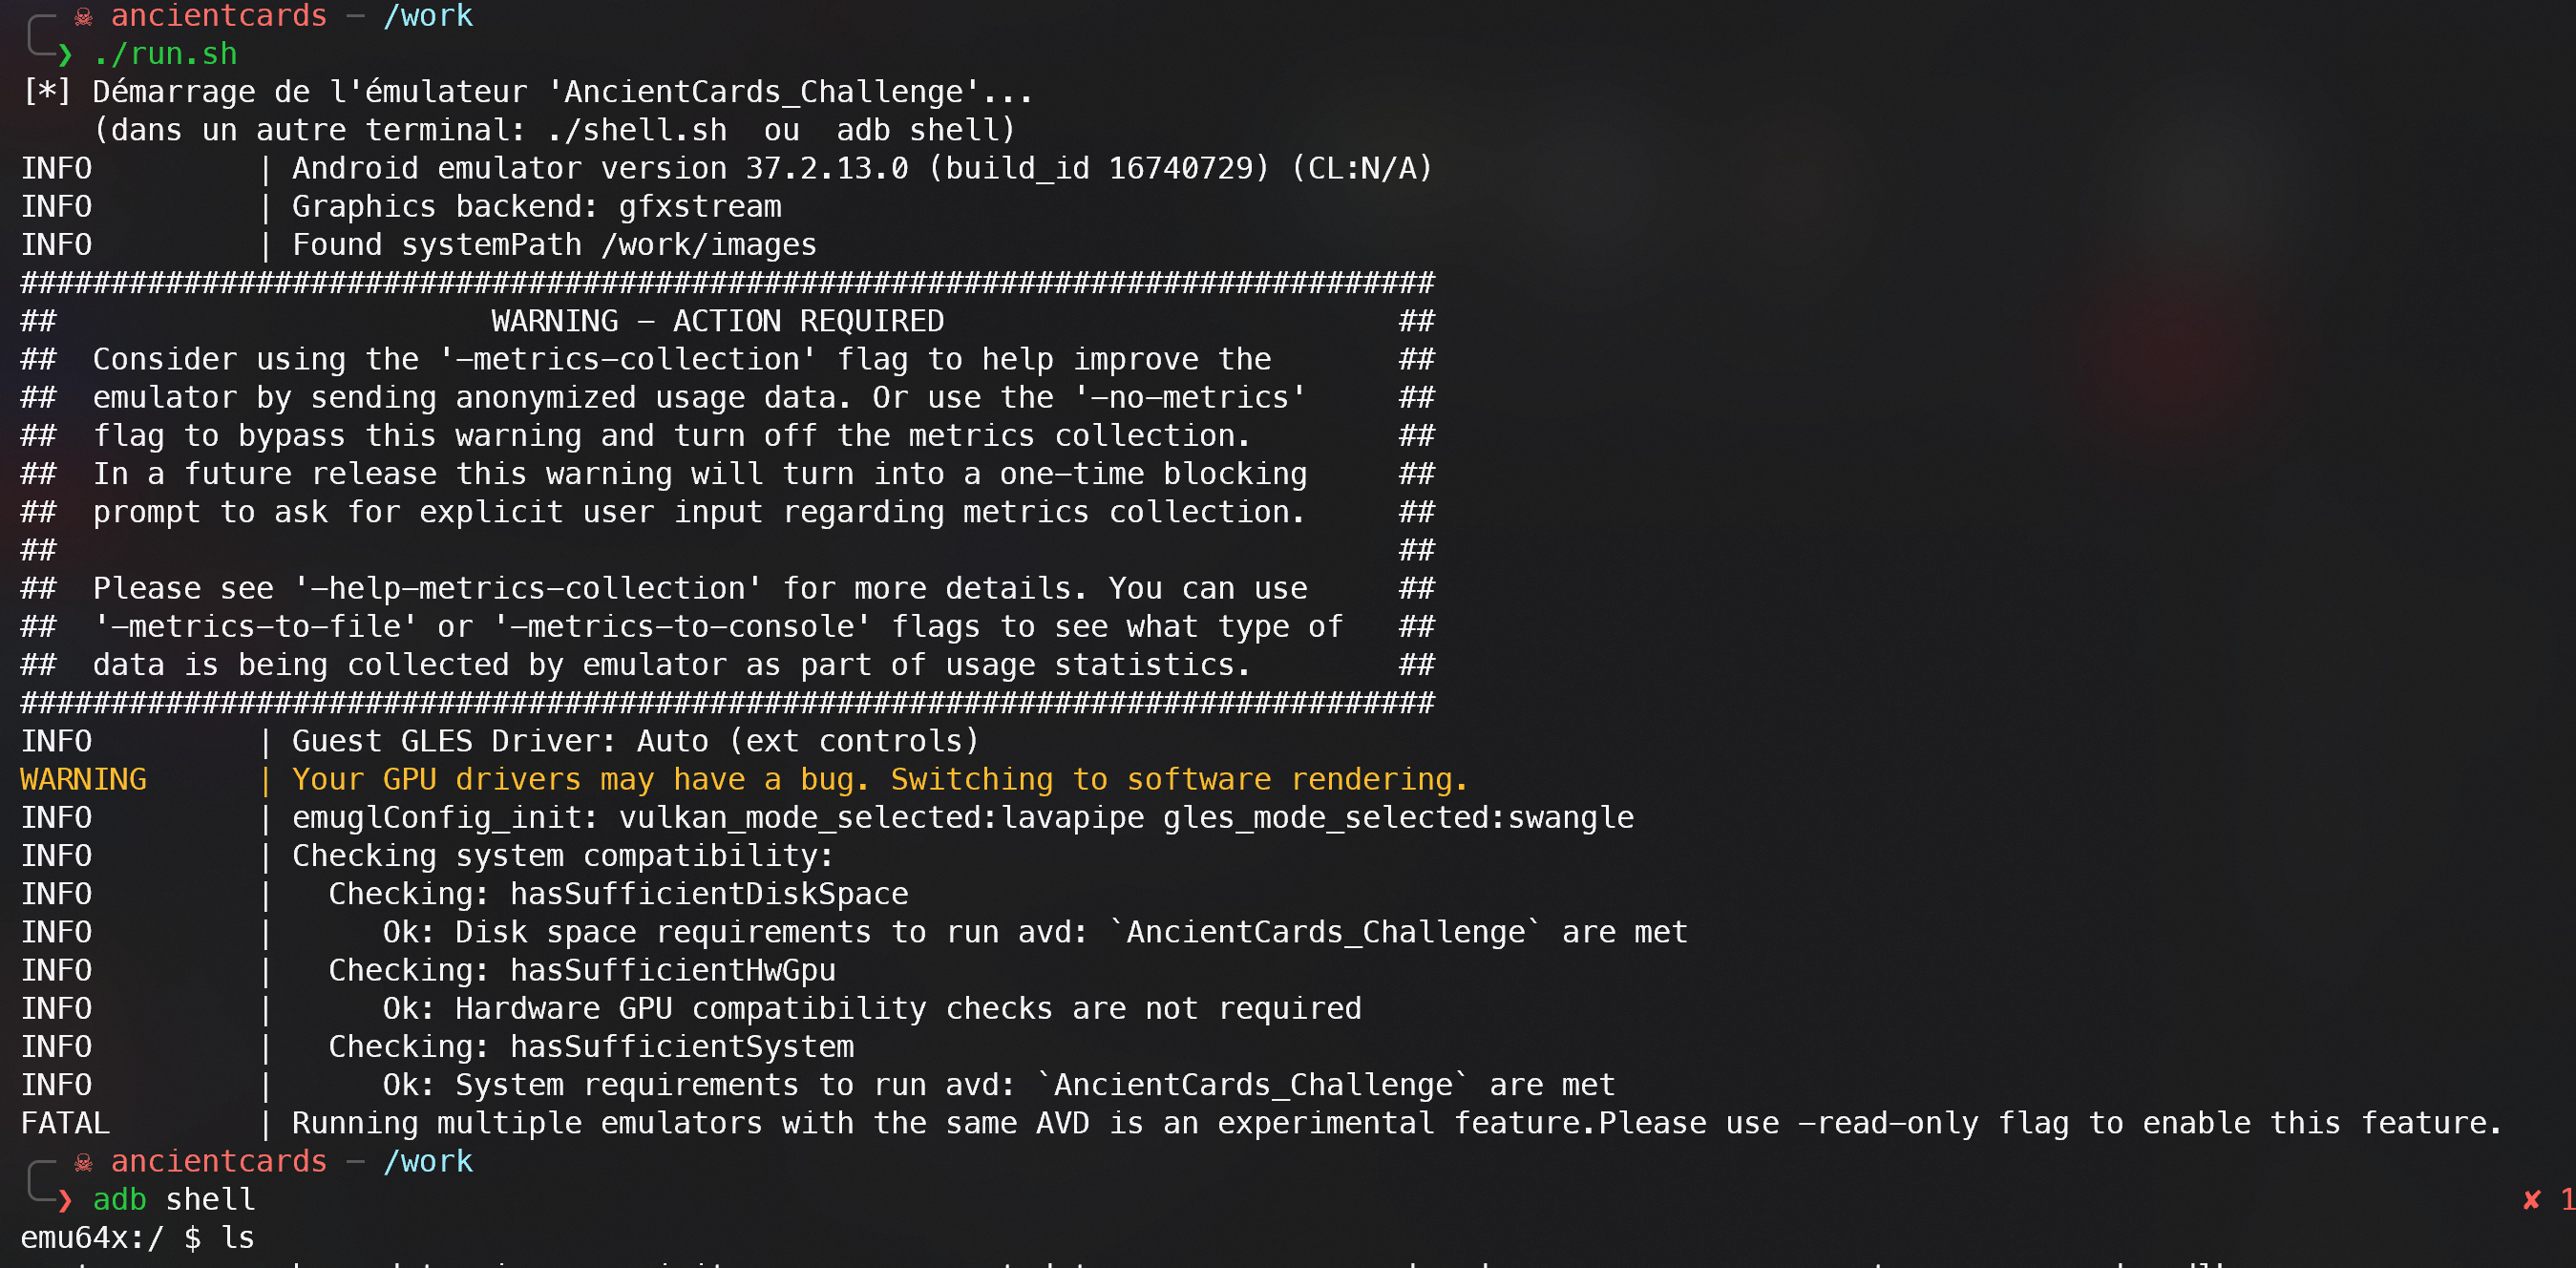 ☠ ancientcards — /work
❯ ./run.sh
[*] Démarrage de l'émulateur 'AncientCards_Challenge'...
(dans un autre terminal: ./shell.sh  ou  adb shell)
INFO         | Android emulator version 37.2.13.0 (build_id 16740729) (CL:N/A)
INFO         | Graphics backend: gfxstream
INFO         | Found systemPath /work/images
##############################################################################
##                        WARNING - ACTION REQUIRED                         ##
##  Consider using the '-metrics-collection' flag to help improve the       ##
##  emulator by sending anonymized usage data. Or use the '-no-metrics'     ##
##  flag to bypass this warning and turn off the metrics collection.        ##
##  In a future release this warning will turn into a one-time blocking     ##
##  prompt to ask for explicit user input regarding metrics collection.     ##
##                                                                          ##
##  Please see '-help-metrics-collection' for more details. You can use     ##
##  '-metrics-to-file' or '-metrics-to-console' flags to see what type of   ##
##  data is being collected by emulator as part of usage statistics.        ##
##############################################################################
INFO         | Guest GLES Driver: Auto (ext controls)
WARNING      | Your GPU drivers may have a bug. Switching to software rendering.
INFO         | emuglConfig_init: vulkan_mode_selected:lavapipe gles_mode_selected:swangle
INFO         | Checking system compatibility:
INFO         |   Checking: hasSufficientDiskSpace
INFO         |      Ok: Disk space requirements to run avd: `AncientCards_Challenge` are met
INFO         |   Checking: hasSufficientHwGpu
INFO         |      Ok: Hardware GPU compatibility checks are not required
INFO         |   Checking: hasSufficientSystem
INFO         |      Ok: System requirements to run avd: `AncientCards_Challenge` are met
FATAL        | Running multiple emulators with the same AVD is an experimental feature.Please use -read-only flag to enable this feature.
☠ ancientcards — /work
❯ adb shell ✘ 1
emu64x:/ $ ls